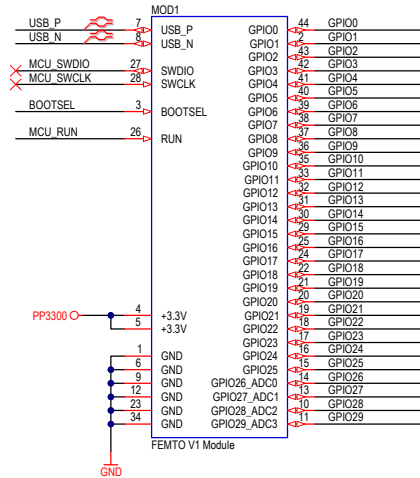 MOD1
USB_P 7 USB_P GPIO0 44 GPIO0
USB_N 8 USB_N GPIO1 2 GPIO1
GPIO2 43 GPIO2
MCU_SWDIO 27 SWDIO GPIO3 42 GPIO3
MCU_SWCLK 28 SWCLK GPIO4 41 GPIO4
GPIO5 40 GPIO5
BOOTSEL 3 BOOTSEL GPIO6 39 GPIO6
GPIO7 38 GPIO7
MCU_RUN 26 RUN GPIO8 37 GPIO8
GPIO9 36 GPIO9
GPIO10 35 GPIO10
GPIO11 33 GPIO11
GPIO12 32 GPIO12
GPIO13 31 GPIO13
GPIO14 30 GPIO14
GPIO15 29 GPIO15
GPIO16 25 GPIO16
GPIO17 24 GPIO17
GPIO18 22 GPIO18
GPIO19 21 GPIO19
GPIO20 20 GPIO20
PP3300 4 +3.3V GPIO21 19 GPIO21
5 +3.3V GPIO22 18 GPIO22
GPIO23 17 GPIO23
1 GND GPIO24 16 GPIO24
6 GND GPIO25 15 GPIO25
9 GND GPIO26_ADC0 14 GPIO26
12 GND GPIO27_ADC1 13 GPIO27
23 GND GPIO28_ADC2 10 GPIO28
34 GND GPIO29_ADC3 11 GPIO29
FEMTO V1 Module
GND